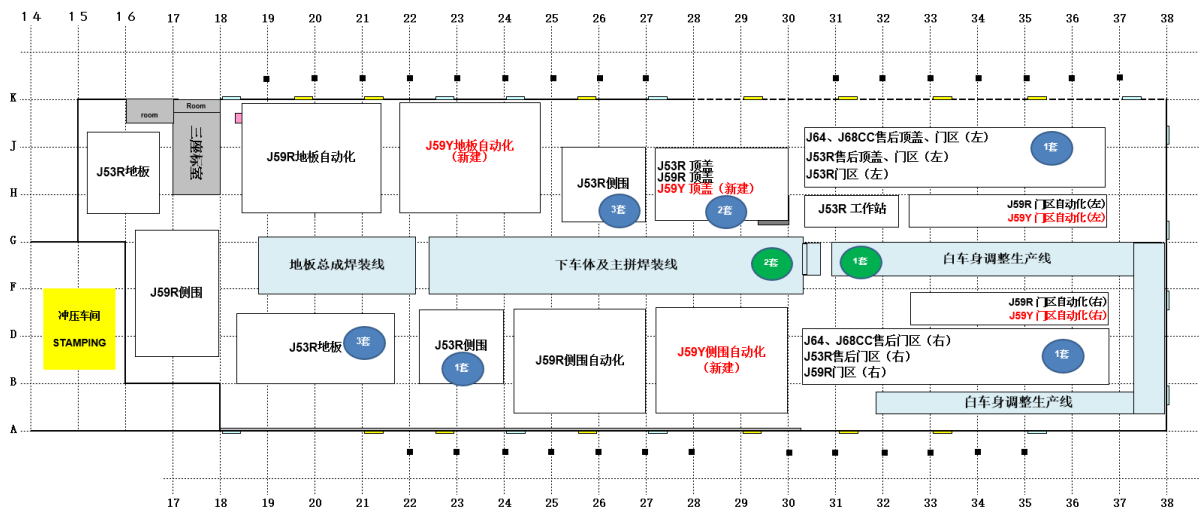 14 15 16 17 18 19 20 21 22 23 24 25 26 27 28 29 30 31 32 33 34 35 36 37 38
K
Room
room
三座标室
J59R地板自动化
J59Y地板自动化
(新建)
J64、J68CC售后顶盖、门区（左）
1套
J53R售后顶盖、门区（左）
J53R门区（左）
J
J53R地板
J53R侧围
3套
J53R 顶盖
J59R 顶盖
J59Y 顶盖（新建）
2套
H
J53R 工作站
J59R 门区自动化(左)
J59Y 门区自动化(左)
G
地板总成焊装线
下车体及主拼焊装线
2套
1套
白车身调整生产线
F
J59R侧围
冲压车间
STAMPING
J59R 门区自动化(右)
J59Y 门区自动化(右)
D
J53R地板
3套
J53R侧围
1套
J59R侧围自动化
J59Y侧围自动化
（新建）
J64、J68CC售后门区（右）
J53R售后门区（右）
J59R门区（右）
1套
B
白车身调整生产线
A
17 18 19 20 21 22 23 24 25 26 27 28 29 30 31 32 33 34 35 36 37 38